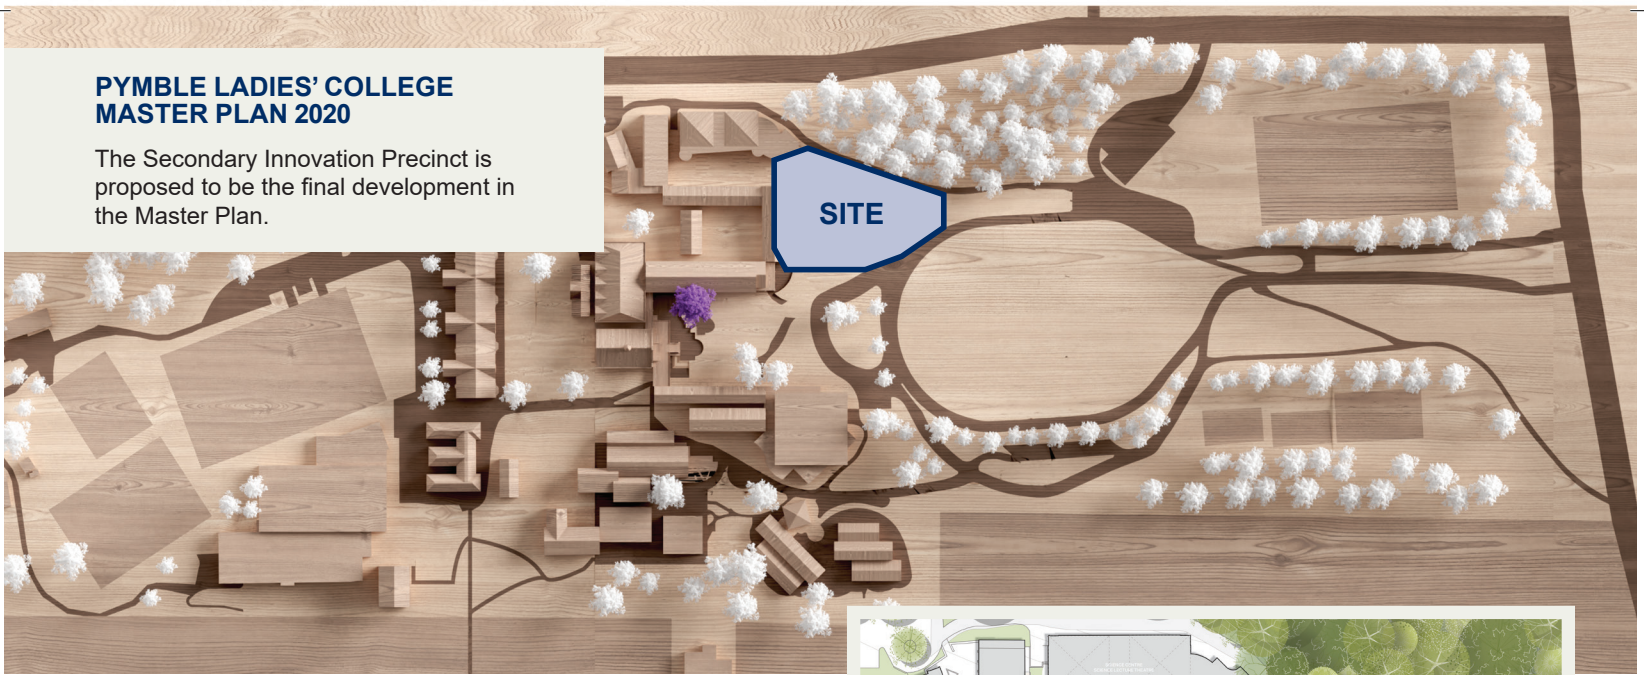 PYMBLE LADIES’ COLLEGE
MASTER PLAN 2020
The Secondary Innovation Precinct is
proposed to be the final development in
the Master Plan.
SITE